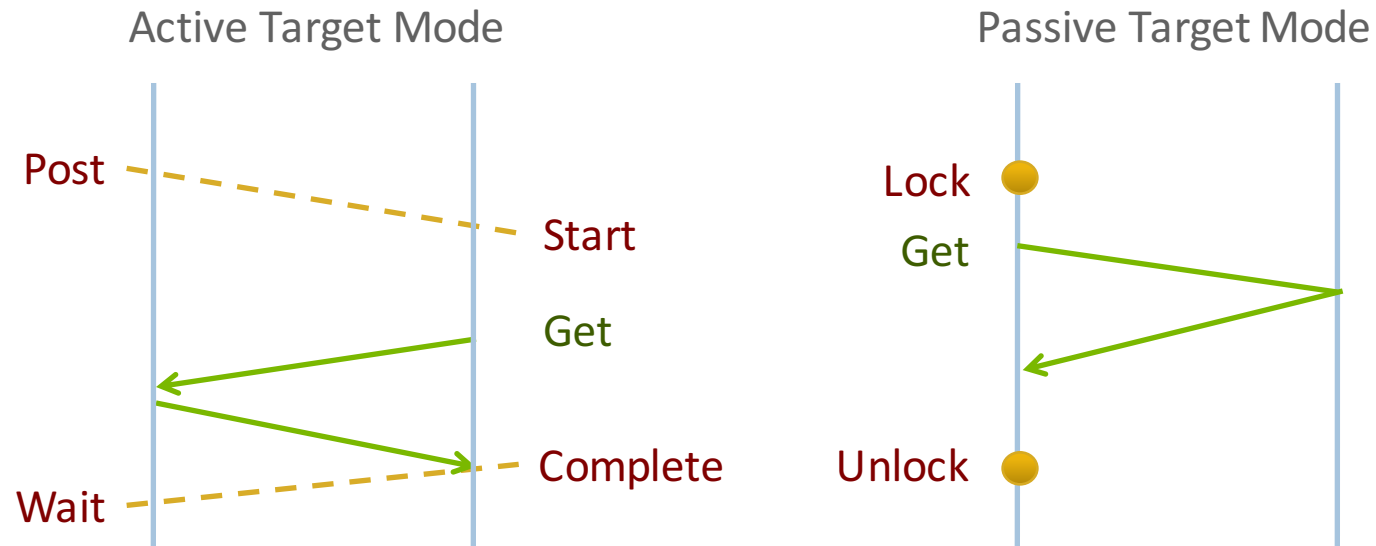 Active Target Mode
Post
Start
Get
Complete
Wait
Passive Target Mode
Lock
Get
Unlock